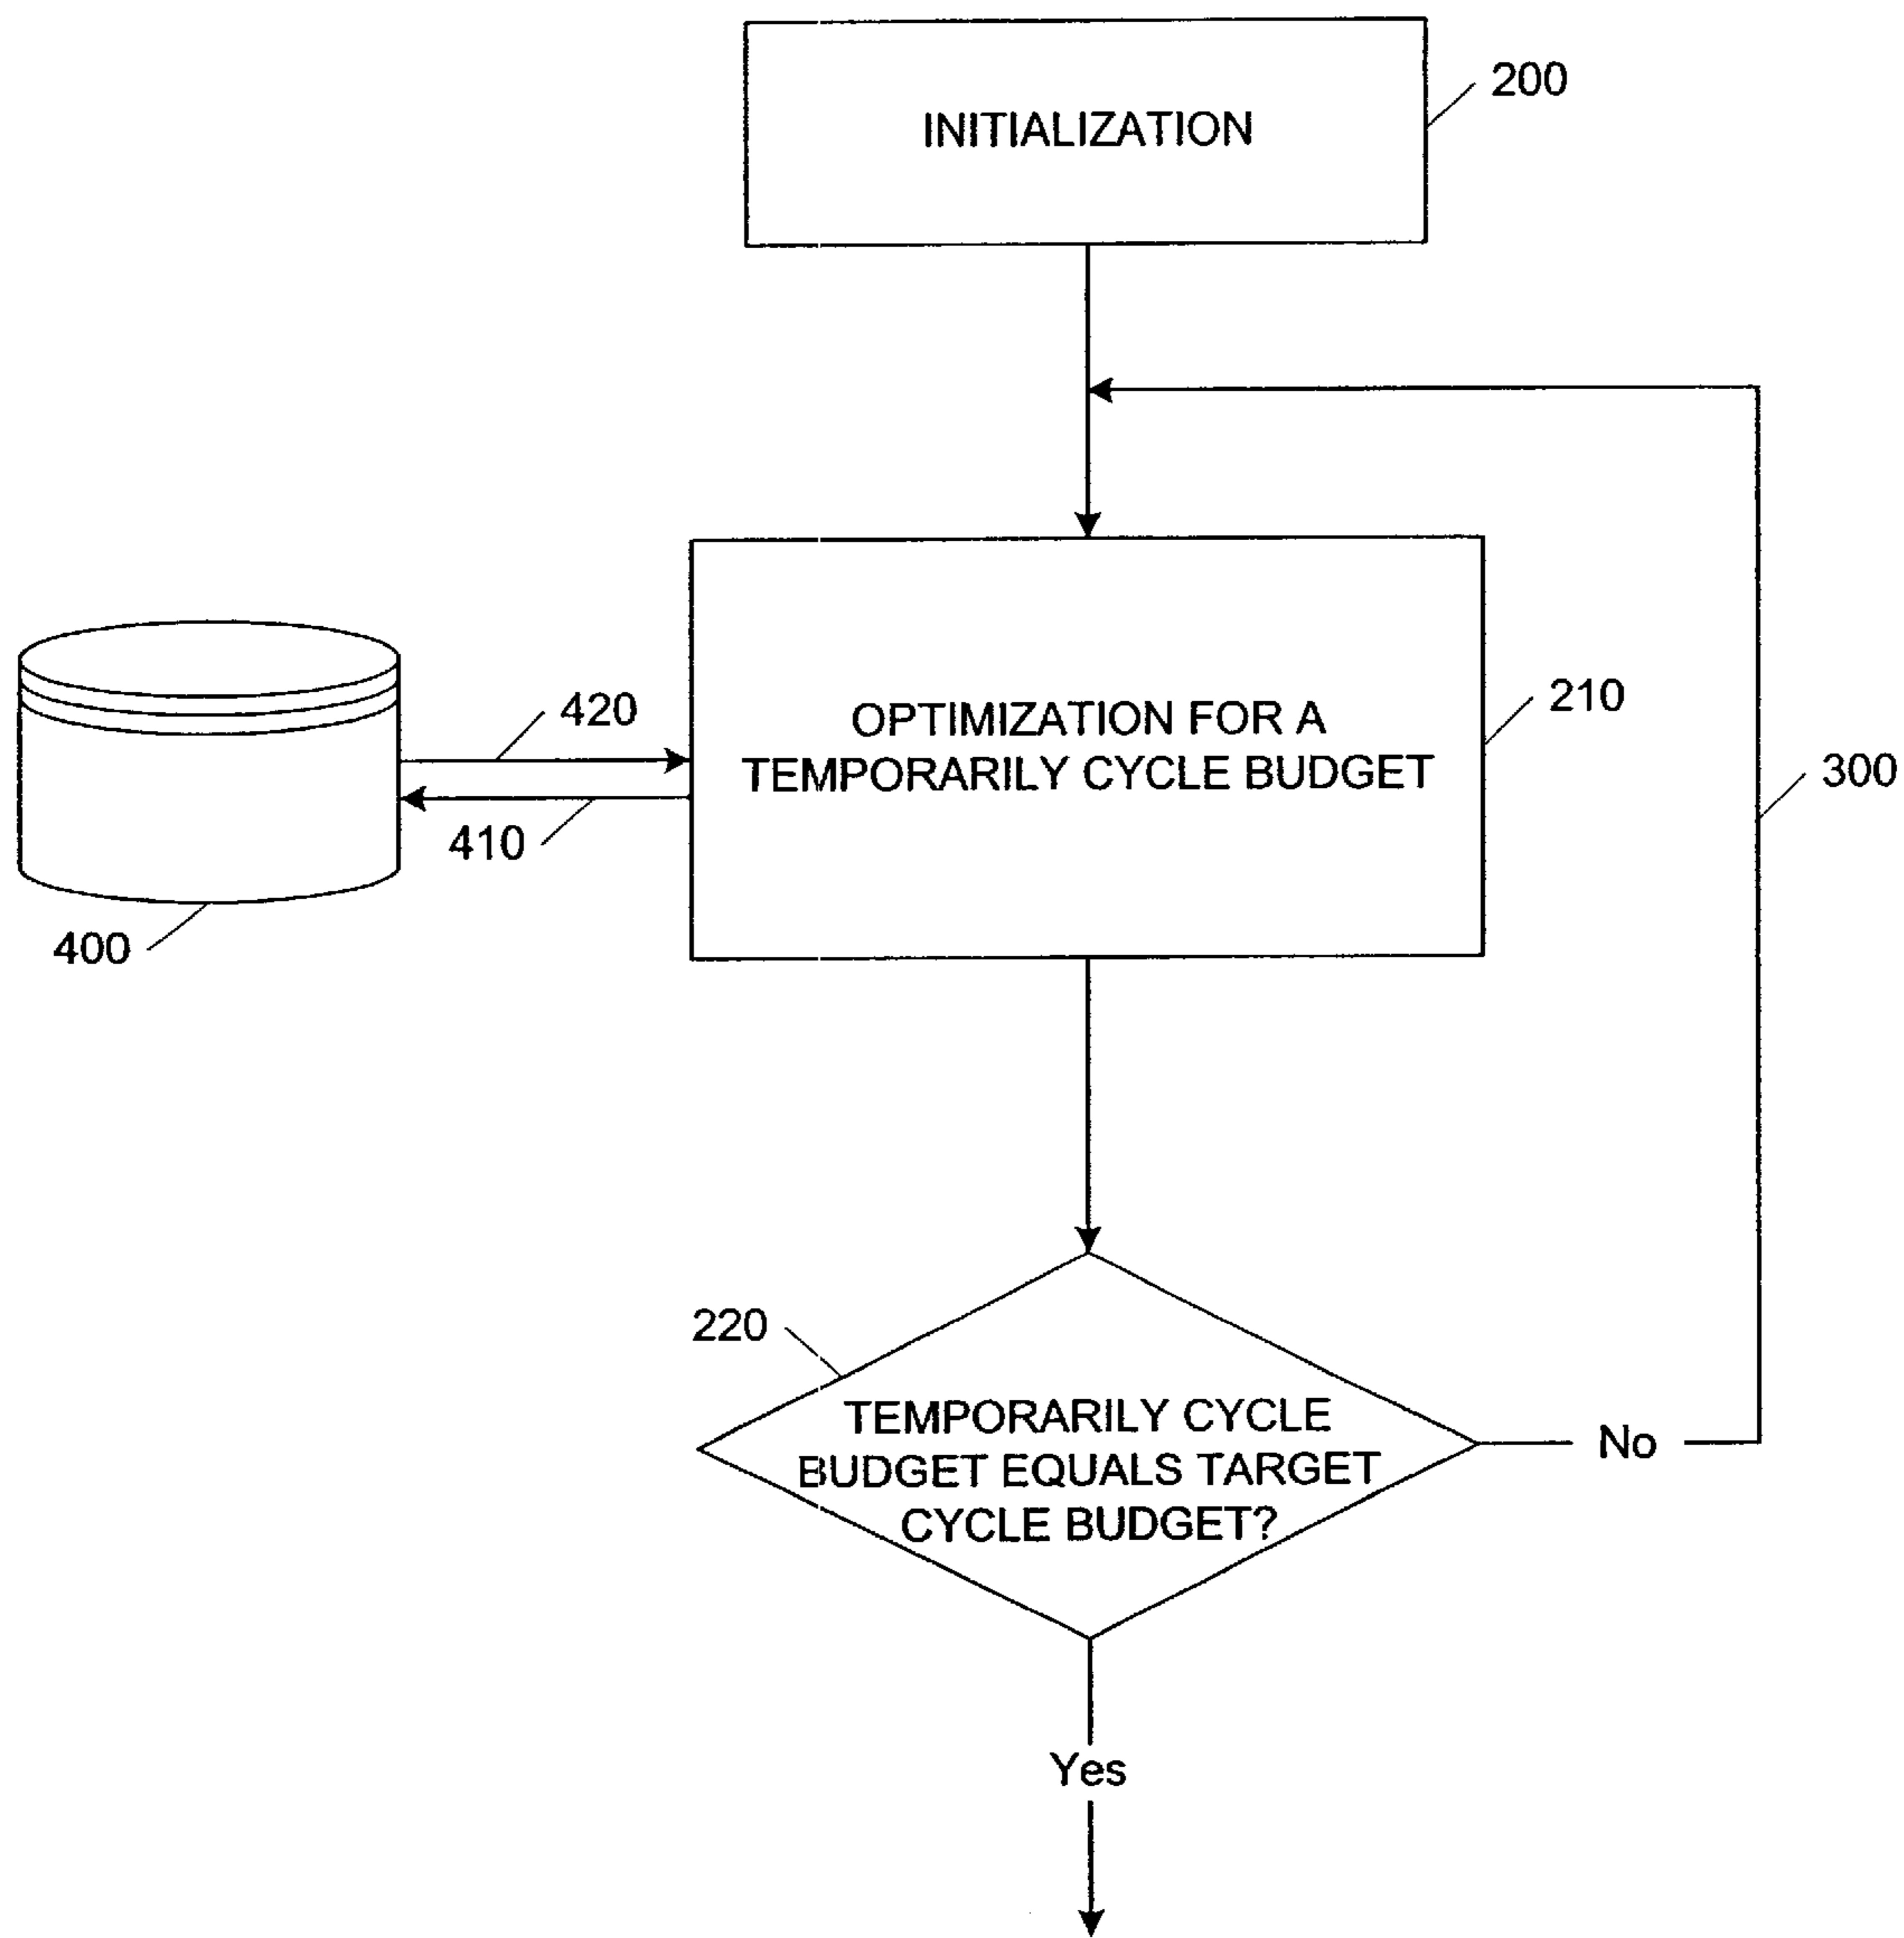 INITIALIZATION
200
420
410
400
OPTIMIZATION FOR A
TEMPORARILY CYCLE BUDGET
210
300
220
TEMPORARILY CYCLE
BUDGET EQUALS TARGET
CYCLE BUDGET?
No
Yes